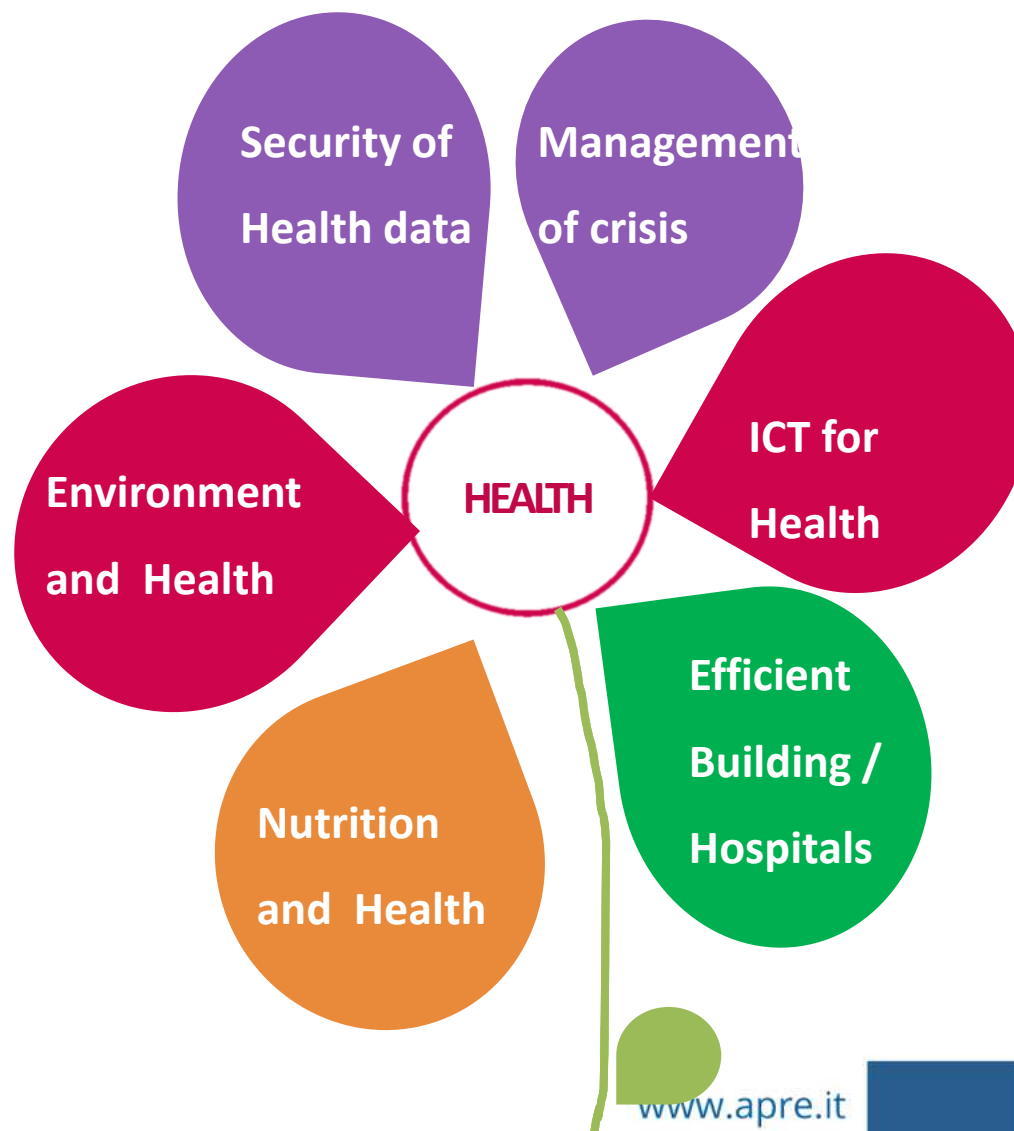 Security of
Health data
Management
of crisis
ICT for
Health
HEALTH
Environment
and  Health
Efficient
Building /
Hospitals
Nutrition
and  Health
www.apre.it